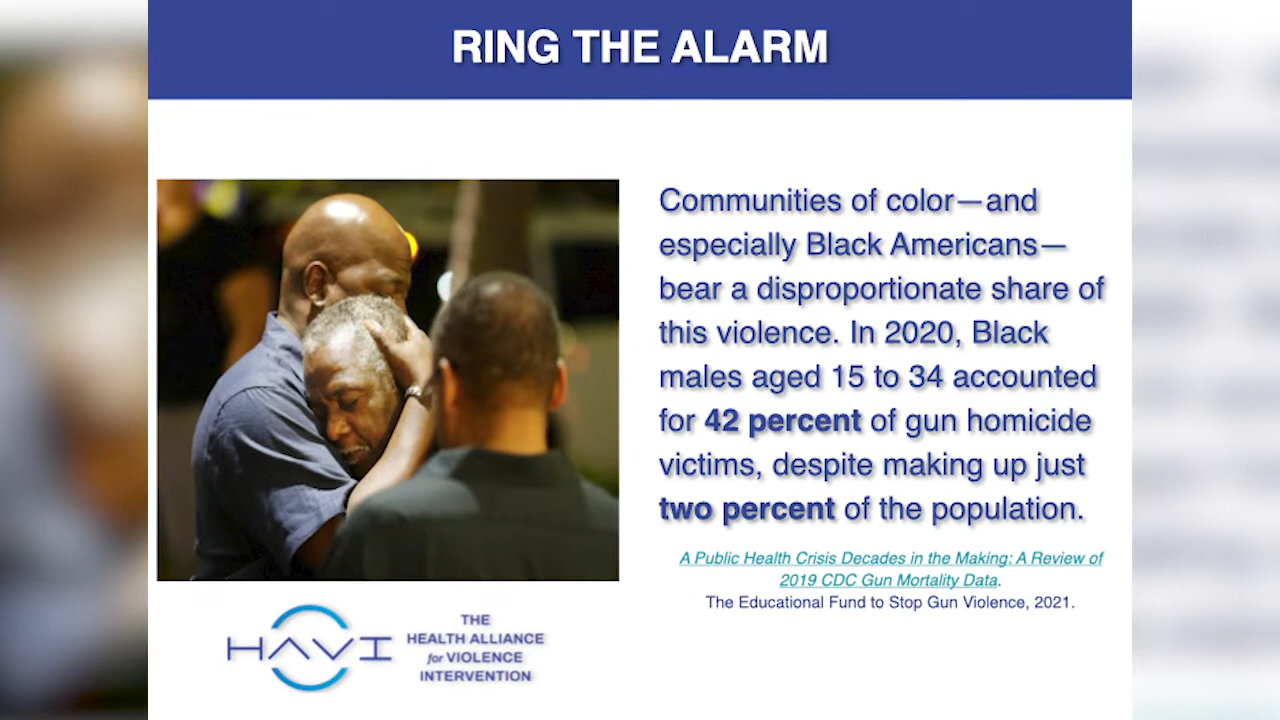 RING THE ALARM
Communities of color—and
especially Black Americans—
bear a disproportionate share of
this violence. In 2020, Black
males aged 15 to 34 accounted
for 42 percent of gun homicide
victims, despite making up just
two percent of the population.
A Public Health Crisis Decades in the Making: A Review of
2019 CDC Gun Mortality Data.
The Educational Fund to Stop Gun Violence, 2021.
HAVI
THE
HEALTH ALLIANCE
for VIOLENCE
INTERVENTION